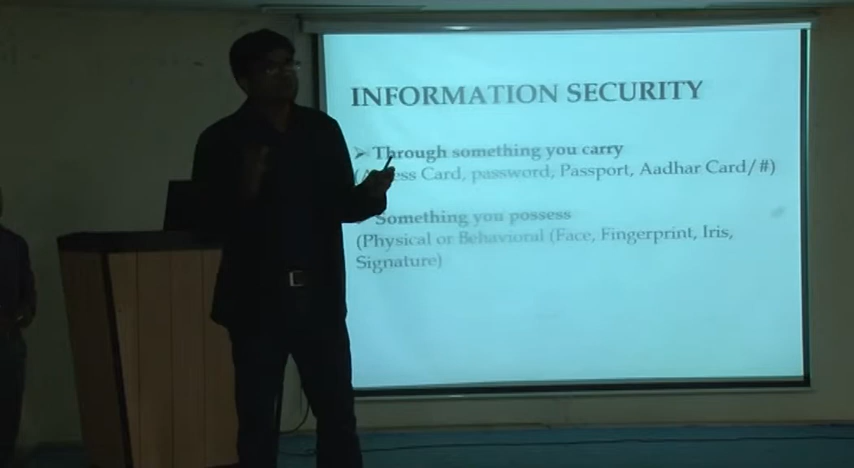 INFORMATION SECURITY
➢ Through something you carry
Card, password, Passport, Aadhar Card/#)
Something you possess
(Physical or Behavioral (Face, Fingerprint, Iris,
Signature)